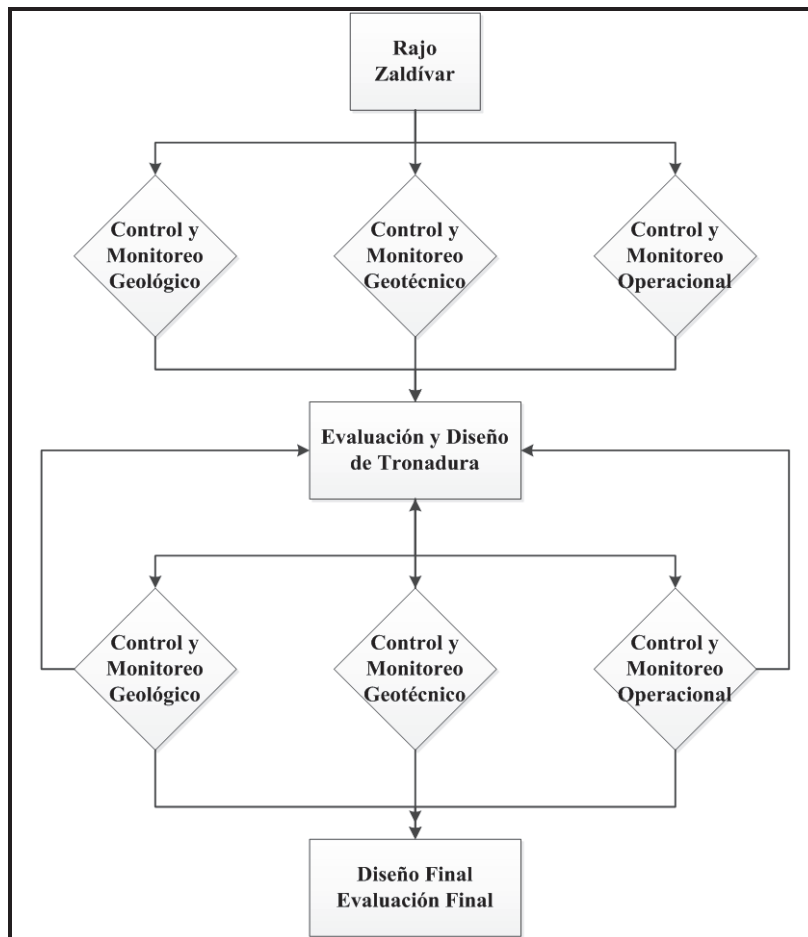 Rajo
Zaldívar
Control y
Monitoreo
Geológico
Control y
Monitoreo
Geotécnico
Control y
Monitoreo
Operacional
Evaluación y Diseño
de Tronadura
Control y
Monitoreo
Geológico
Control y
Monitoreo
Geotécnico
Control y
Monitoreo
Operacional
Diseño Final
Evaluación Final